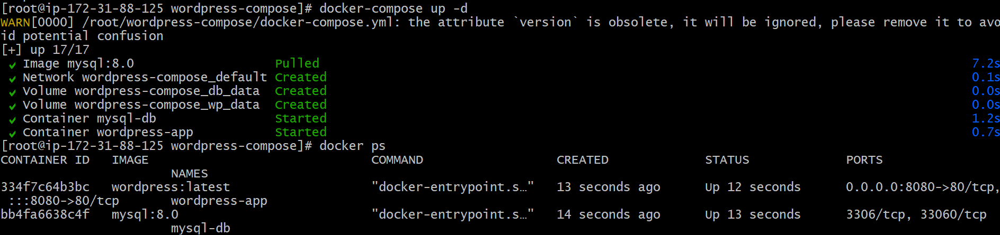 [root@ip-172-31-88-125 wordpress-compose]# docker-compose up -d
WARN[0000] /root/wordpress-compose/docker-compose.yml: the attribute `version` is obsolete, it will be ignored, please remove it to avo
id potential confusion
[+] up 17/17
✔ Image mysql:8.0 Pulled 7.2s
✔ Network wordpress-compose_default Created 0.1s
✔ Volume wordpress-compose_db_data Created 0.0s
✔ Volume wordpress-compose_wp_data Created 0.0s
✔ Container mysql-db Started 1.2s
✔ Container wordpress-app Started 0.7s
[root@ip-172-31-88-125 wordpress-compose]# docker ps
CONTAINER ID IMAGE COMMAND CREATED STATUS PORTS
NAMES
334f7c64b3bc wordpress:latest "docker-entrypoint.s…" 13 seconds ago Up 12 seconds 0.0.0.0:8080->80/tcp,
:::8080->80/tcp wordpress-app
bb4fa6638c4f mysql:8.0 "docker-entrypoint.s…" 14 seconds ago Up 13 seconds 3306/tcp, 33060/tcp
mysql-db